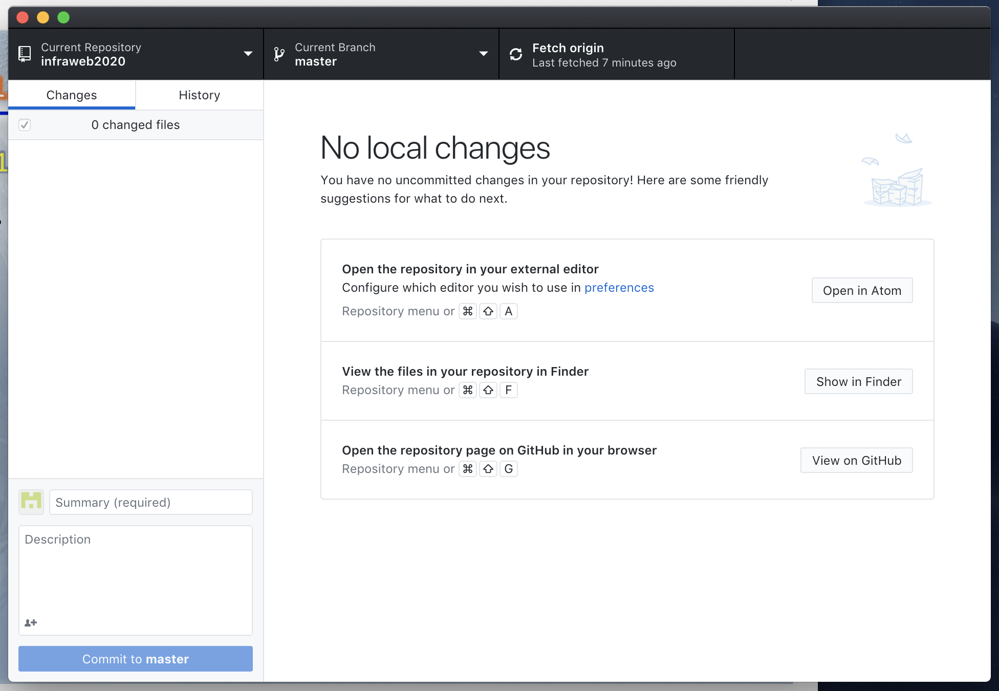 Current Repository
infraweb2020
Current Branch
master
Fetch origin
Last fetched 7 minutes ago
Changes
History
0 changed files
No local changes
You have no uncommitted changes in your repository! Here are some friendly
suggestions for what to do next.
Open the repository in your external editor
Configure which editor you wish to use in preferences
Repository menu or ⌘ ⇧ A
Open in Atom
View the files in your repository in Finder
Repository menu or ⌘ ⇧ F
Show in Finder
Open the repository page on GitHub in your browser
Repository menu or ⌘ ⇧ G
View on GitHub
Summary (required)
Description
Commit to master